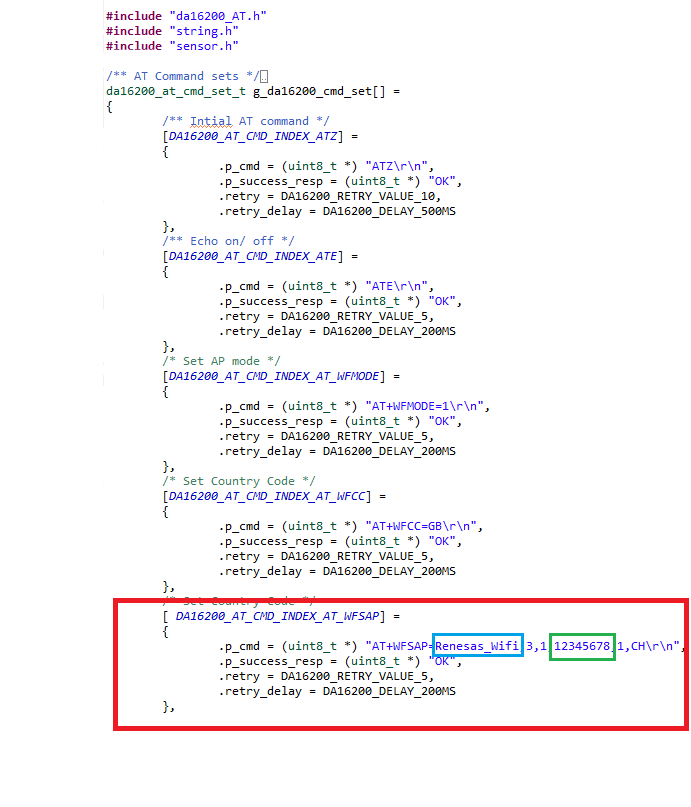 #include "da16200_AT.h"
#include "string.h"
#include "sensor.h"
/** AT Command sets */
da16200_at_cmd_set_t g_da16200_cmd_set[] =
{
/** Intial AT command */
[DA16200_AT_CMD_INDEX_ATZ] =
{
.p_cmd = (uint8_t *) "ATZ\r\n",
.p_success_resp = (uint8_t *) "OK",
.retry = DA16200_RETRY_VALUE_10,
.retry_delay = DA16200_DELAY_500MS
},
/** Echo on/ off */
[DA16200_AT_CMD_INDEX_ATE] =
{
.p_cmd = (uint8_t *) "ATE\r\n",
.p_success_resp = (uint8_t *) "OK",
.retry = DA16200_RETRY_VALUE_5,
.retry_delay = DA16200_DELAY_200MS
},
/* Set AP mode */
[DA16200_AT_CMD_INDEX_AT_WFMODE] =
{
.p_cmd = (uint8_t *) "AT+WFMODE=1\r\n",
.p_success_resp = (uint8_t *) "OK",
.retry = DA16200_RETRY_VALUE_5,
.retry_delay = DA16200_DELAY_200MS
},
/* Set Country Code */
[DA16200_AT_CMD_INDEX_AT_WFCC] =
{
.p_cmd = (uint8_t *) "AT+WFCC=GB\r\n",
.p_success_resp = (uint8_t *) "OK",
.retry = DA16200_RETRY_VALUE_5,
.retry_delay = DA16200_DELAY_200MS
},
/* Set Country Code */
[ DA16200_AT_CMD_INDEX_AT_WFSAP] =
{
.p_cmd = (uint8_t *) "AT+WFSAP=Renesas_Wifi,3,1,12345678,1,CH\r\n",
.p_success_resp = (uint8_t *) "OK",
.retry = DA16200_RETRY_VALUE_5,
.retry_delay = DA16200_DELAY_200MS
},